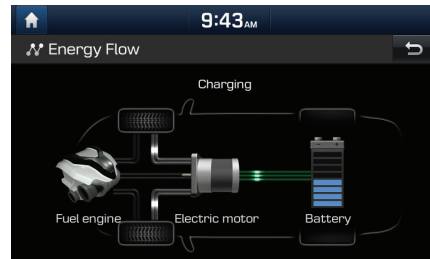 9:43AM
Energy Flow
Charging
Fuel engine
Electric motor
Battery